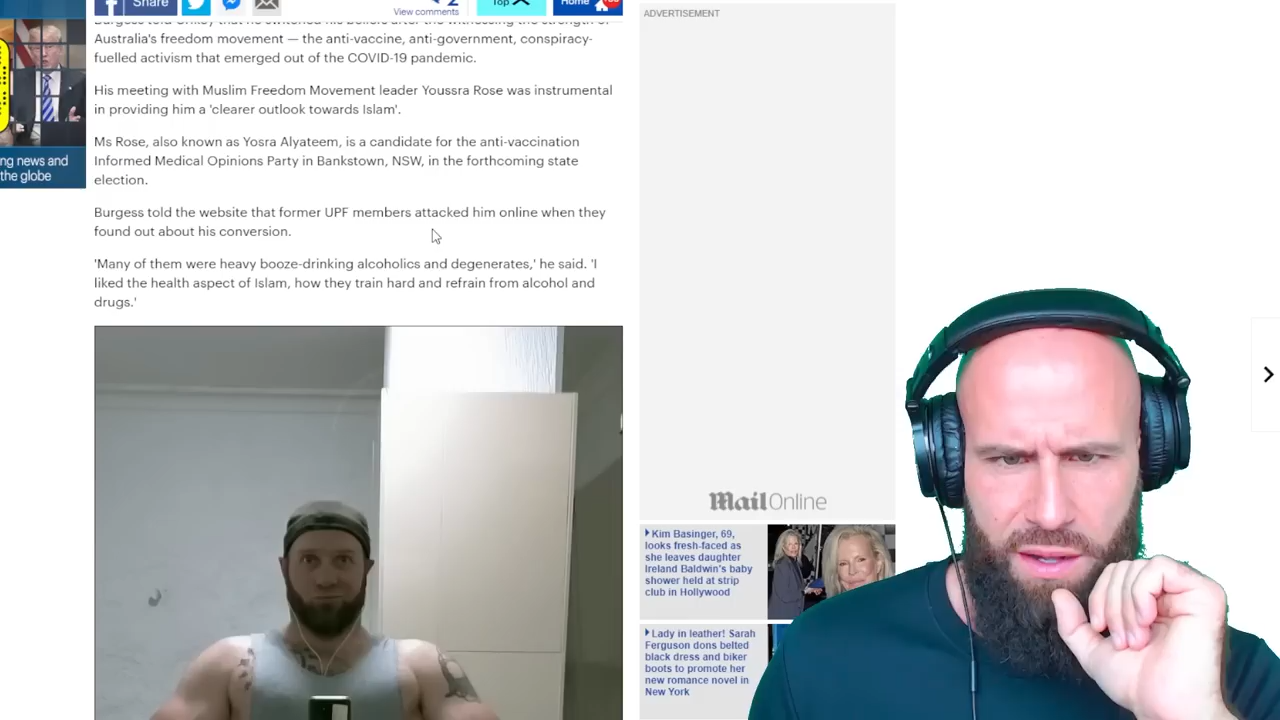 Share
2
View comments
Top
Home
Australia's freedom movement — the anti-vaccine, anti-government, conspiracy-
fuelled activism that emerged out of the COVID-19 pandemic.
His meeting with Muslim Freedom Movement leader Youssra Rose was instrumental
in providing him a 'clearer outlook towards Islam'.
Ms Rose, also known as Yosra Alyateem, is a candidate for the anti-vaccination
Informed Medical Opinions Party in Bankstown, NSW, in the forthcoming state
election.
Burgess told the website that former UPF members attacked him online when they
found out about his conversion.
'Many of them were heavy booze-drinking alcoholics and degenerates,' he said. 'I
liked the health aspect of Islam, how they train hard and refrain from alcohol and
drugs.'
ng news and
the globe
ADVERTISEMENT
Mail Online
Kim Basinger, 69,
looks fresh-faced as
she leaves daughter
Ireland Baldwin's baby
shower held at strip
club in Hollywood
Lady in leather! Sarah
Ferguson dons belted
black dress and biker
boots to promote her
new romance novel in
New York